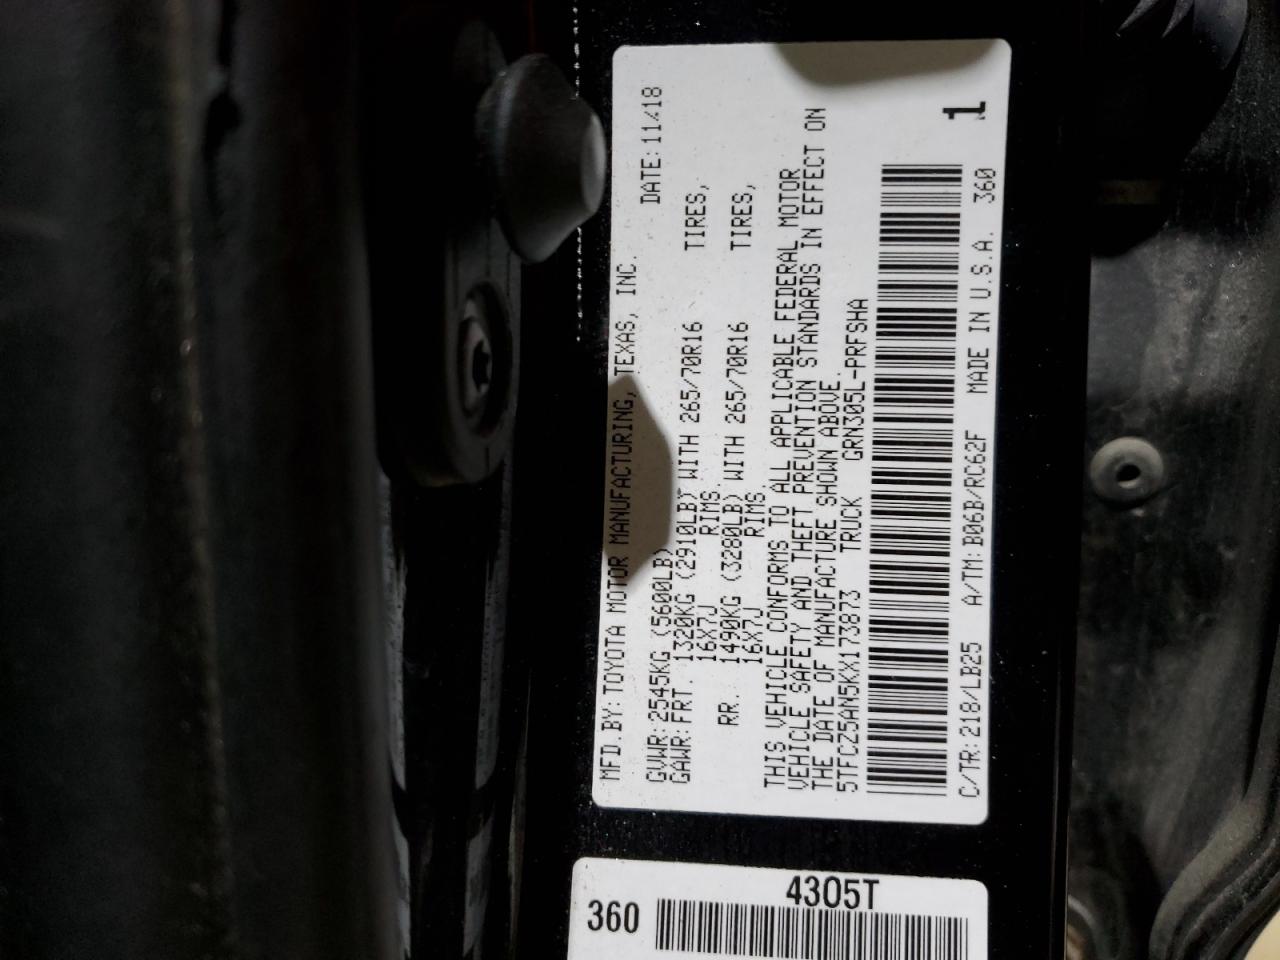 MFD.BY:TOYOTA MOTOR MANUFACTURING, TEXAS, INC.
DATE:11/18
GVWR:2545KG (5600LB)
GAWR:FRT. 1320KG (2910LB) WITH 265/70R16 TIRES,
16X7J RIMS
RR. 1490KG (3280LB) WITH 265/70R16 TIRES,
16X7J RIMS.
THIS VEHICLE CONFORMS TO ALL APPLICABLE FEDERAL MOTOR
VEHICLE SAFETY AND THEFT PREVENTION STANDARDS IN EFFECT ON
THE DATE OF MANUFACTURE SHOWN ABOVE.
5TFCZ5AN5KX173873 TRUCK GRN305L-PRFSHA
1
C/TR:218/LB25 A/TM:B06B/RC62F MADE IN U.S.A. 360
4305T
360